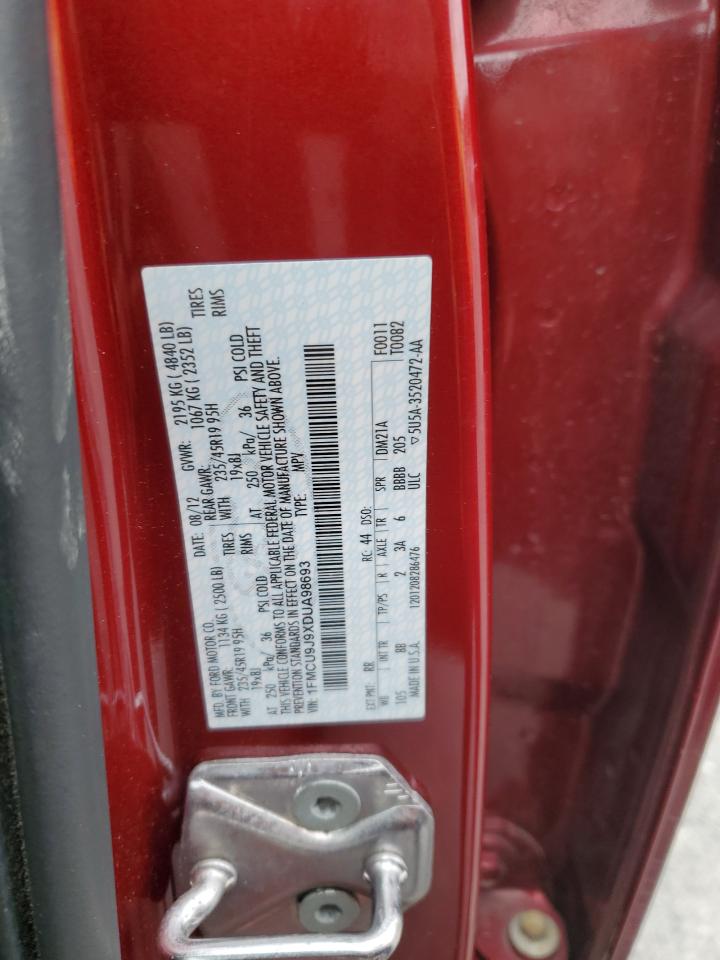 MFD. BY FORD MOTOR CO. DATE: 08/12 GVWR: 2195 KG ( 4840 LB)
FRONT GAWR: 1134 KG (2500 LB) REAR GAWR: 1067 KG ( 2352 LB)
WITH 235/45R19 95H TIRES WITH 235/45R19 95H TIRES
19x8J RIMS 19x8J RIMS
AT 250 kPa/ 36 PSI COLD AT 250 kPa/ 36 PSI COLD
THIS VEHICLE CONFORMS TO ALL APPLICABLE FEDERAL MOTOR VEHICLE SAFETY AND THEFT
PREVENTION STANDARDS IN EFFECT ON THE DATE OF MANUFACTURE SHOWN ABOVE.
VIN: 1FMCU9J9XDUA98693 TYPE: MPV
EXT PNT: RR RC: 44 DSO: F0011
WB INT TR TP/PS R AXLE TR SPR DM21A T0082
105 BB 2 3A 6 BBBB 205
MADE IN U.S.A. 1201208286476 ULC ▽5U5A-3520472-AA